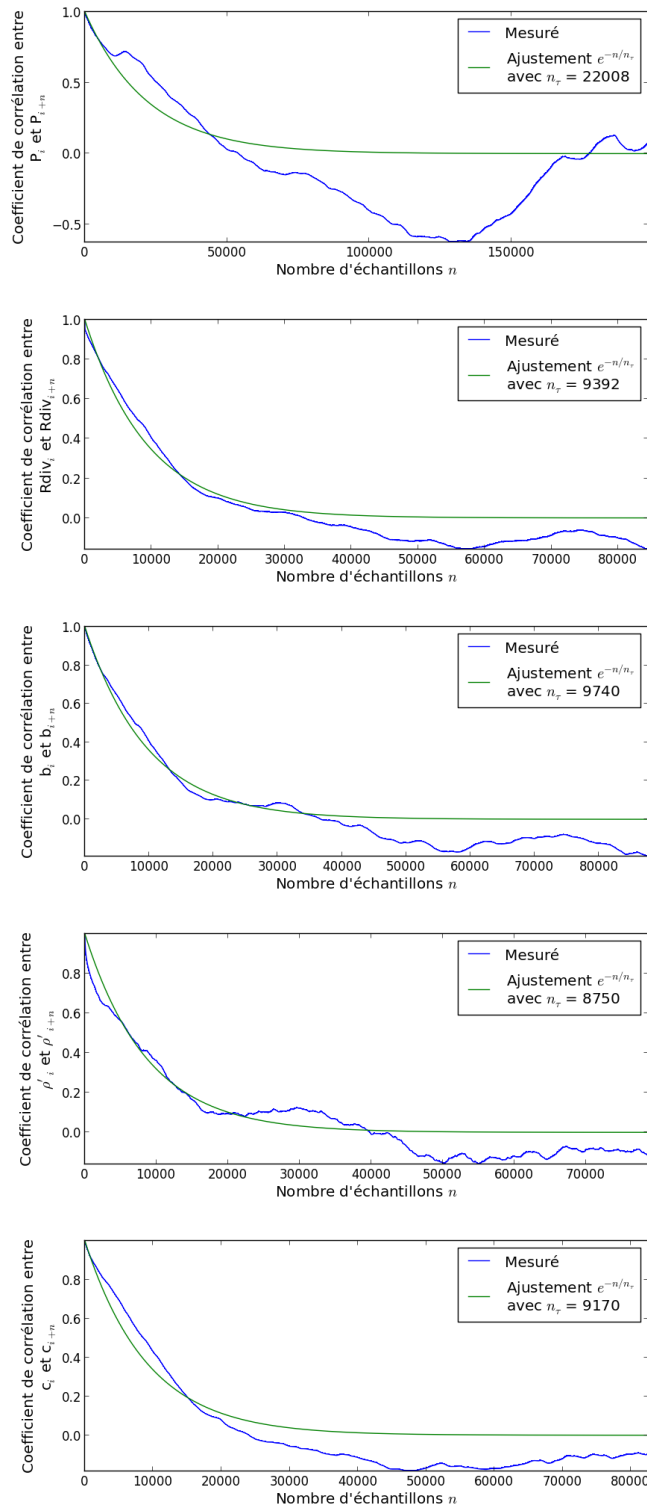 Coefficient de corrélation entre
P_i et P_{i+n}
1.0
0.5
0.0
−0.5
Mesuré
Ajustement e^{−n/n_τ}
avec n_τ = 22008
50000 100000 150000
Nombre d'échantillons n
Coefficient de corrélation entre
Rdiv_i et Rdiv_{i+n}
1.0
0.8
0.6
0.4
0.2
0.0
Mesuré
Ajustement e^{−n/n_τ}
avec n_τ = 9392
0 10000 20000 30000 40000 50000 60000 70000 80000
Nombre d'échantillons n
Coefficient de corrélation entre
b_i et b_{i+n}
1.0
0.8
0.6
0.4
0.2
0.0
Mesuré
Ajustement e^{−n/n_τ}
avec n_τ = 9740
0 10000 20000 30000 40000 50000 60000 70000 80000
Nombre d'échantillons n
Coefficient de corrélation entre
ρ'_i et ρ'_{i+n}
0.8
0.6
0.4
0.2
0.0
Mesuré
Ajustement e^{−n/n_τ}
avec n_τ = 8750
0 10000 20000 30000 40000 50000 60000 70000
Nombre d'échantillons n
Coefficient de corrélation entre
c_i et c_{i+n}
0.8
0.6
0.4
0.2
0.0
Mesuré
Ajustement e^{−n/n_τ}
avec n_τ = 9170
0 10000 20000 30000 40000 50000 60000 70000 80000
Nombre d'échantillons n